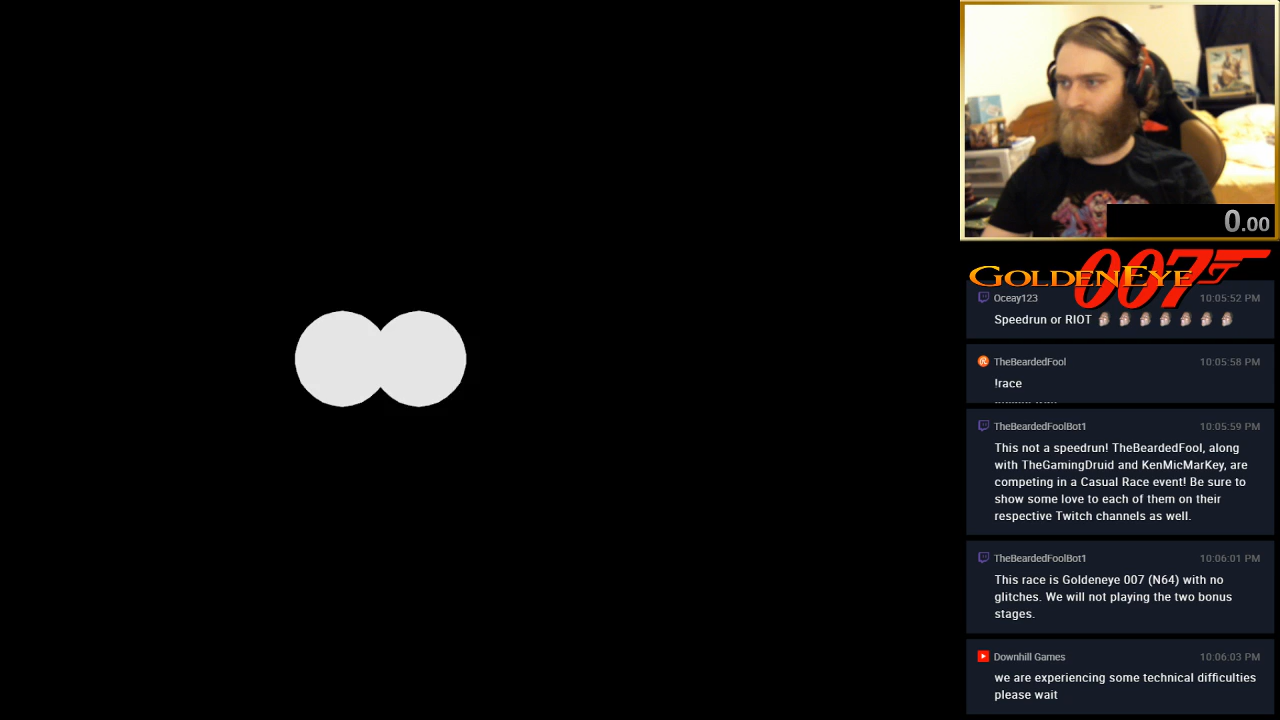 0.00
GOLDENEYE 007
Oceay123 10:05:52 PM
Speedrun or RIOT
TheBeardedFool 10:05:58 PM
!race
TheBeardedFoolBot1 10:05:59 PM
This not a speedrun! TheBeardedFool, along
with TheGamingDruid and KenMicMarKey, are
competing in a Casual Race event! Be sure to
show some love to each of them on their
respective Twitch channels as well.
TheBeardedFoolBot1 10:06:01 PM
This race is Goldeneye 007 (N64) with no
glitches. We will not playing the two bonus
stages.
Downhill Games 10:06:03 PM
we are experiencing some technical difficulties
please wait